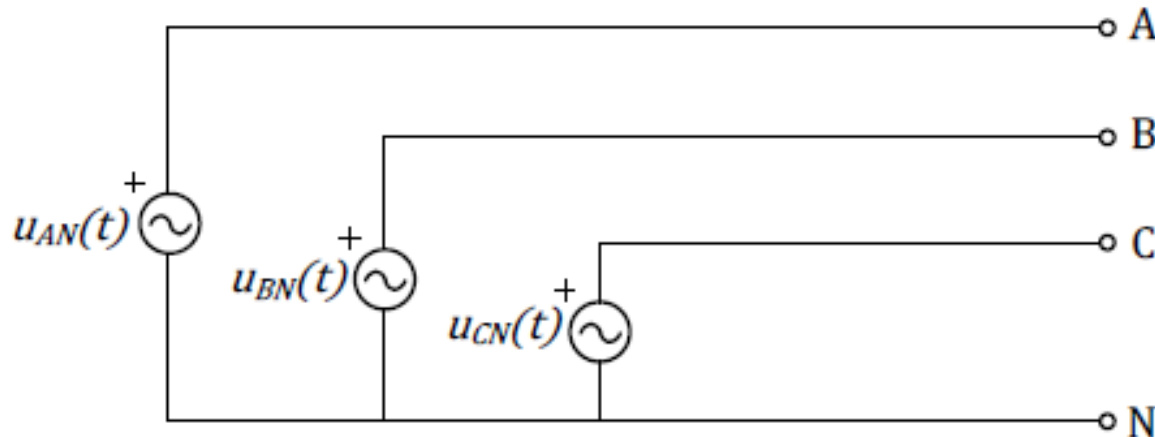 A
B
+
u_AN(t)
+
C
u_BN(t)
+
u_CN(t)
N